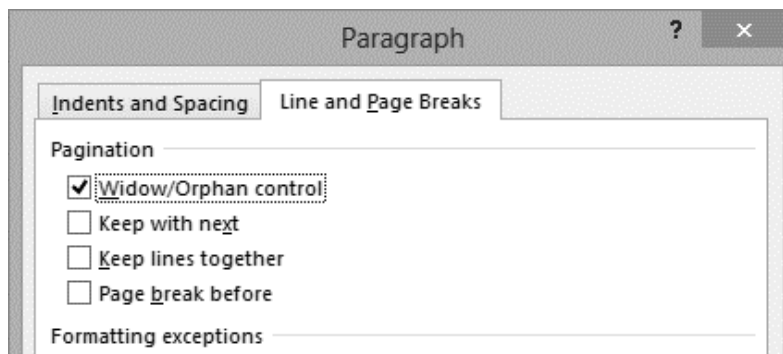 Paragraph
? ×
Indents and Spacing
Line and Page Breaks
Pagination
Widow/Orphan control
Keep with next
Keep lines together
Page break before
Formatting exceptions